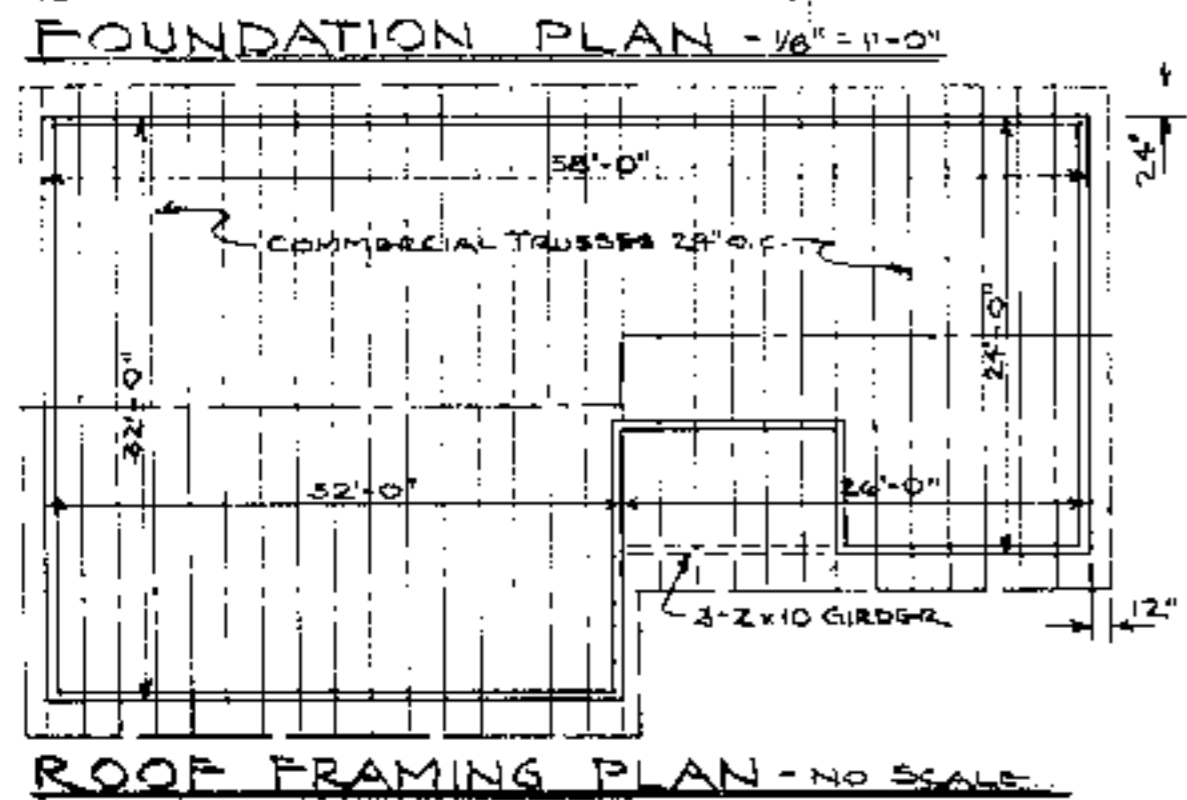 FOUNDATION PLAN - 1/8" = 1'-0"
24"
58'-0"
COMMERCIAL TRUSSES 24" O.C.
24'-0"
32'-0"
32'-0"
26'-0"
3-2x10 GIRDER
12"
ROOF FRAMING PLAN - NO SCALE